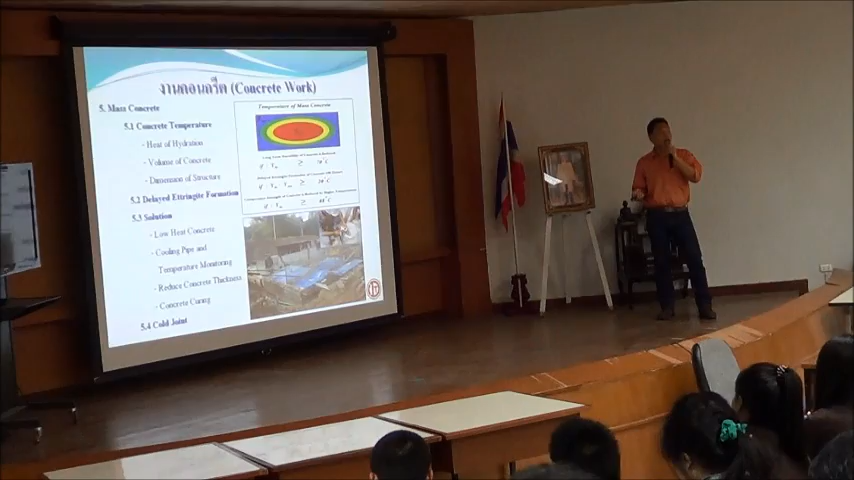 งานคอนกรีต (Concrete Work)
5. Mass Concrete
5.1 Concrete Temperature
- Heat of Hydration
- Volume of Concrete
- Dimension of Structure
5.2 Delayed Ettringite Formation
5.3 Solution
- Low Heat Concrete
- Cooling Pipe and
Temperature Monitoring
- Reduce Concrete Thickness
- Concrete Curing
5.4 Cold Joint
Temperature of Mass Concrete